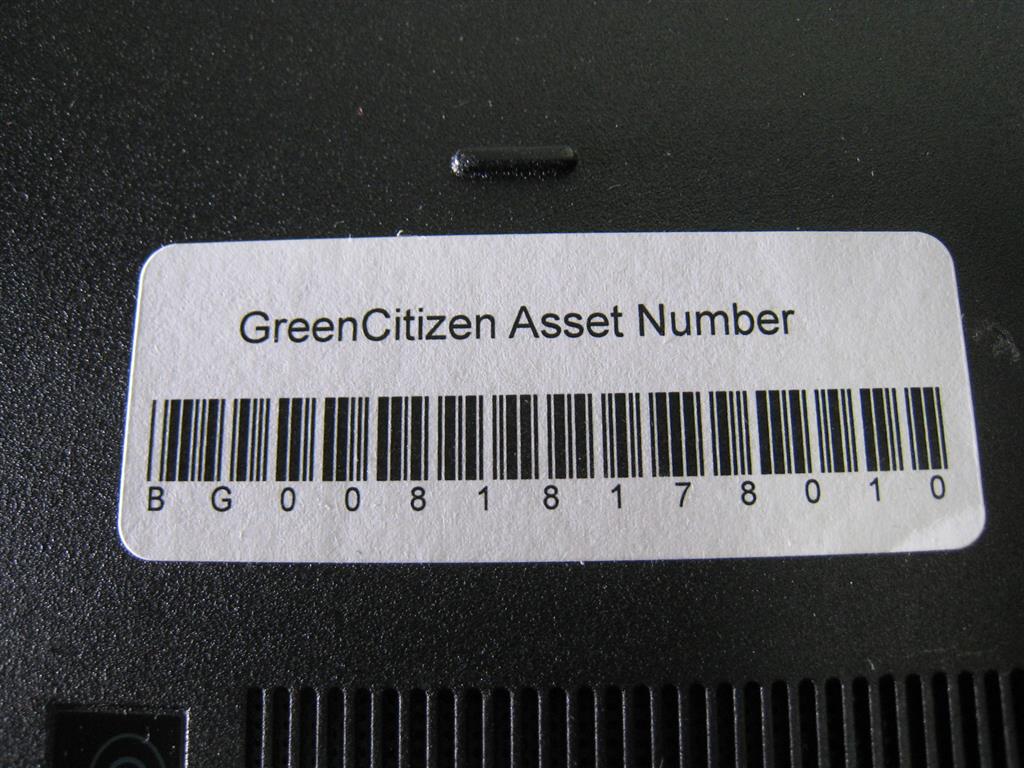 GreenCitizen Asset Number
B G 0 0 8 1 8 1 7 8 0 1 0